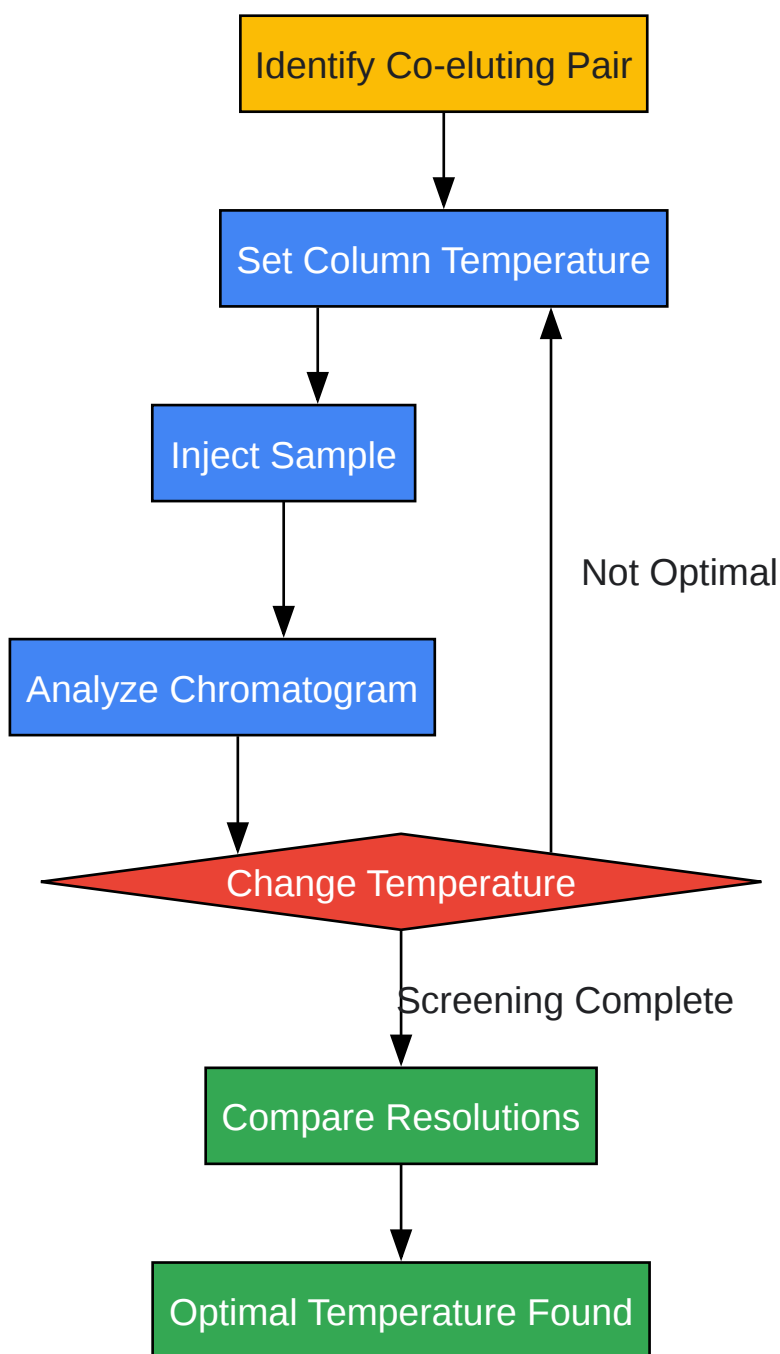 Identify Co-eluting Pair
Set Column Temperature
Inject Sample
Not Optimal
Analyze Chromatogram
Change Temperature
Screening Complete
Compare Resolutions
Optimal Temperature Found